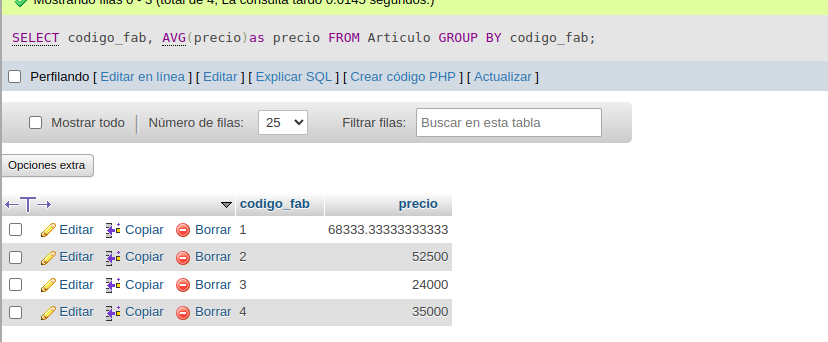 Mostrando filas 0 - 3 (total de 4, La consulta tardó 0.0145 segundos.)
SELECT codigo_fab, AVG(precio)as precio FROM Articulo GROUP BY codigo_fab;
Perfilando [ Editar en línea ] [ Editar ] [ Explicar SQL ] [ Crear código PHP ] [ Actualizar ]
Mostrar todo Número de filas: 25 Filtrar filas: Buscar en esta tabla
Opciones extra
codigo_fab precio
Editar Copiar Borrar 1 68333.33333333333
Editar Copiar Borrar 2 52500
Editar Copiar Borrar 3 24000
Editar Copiar Borrar 4 35000